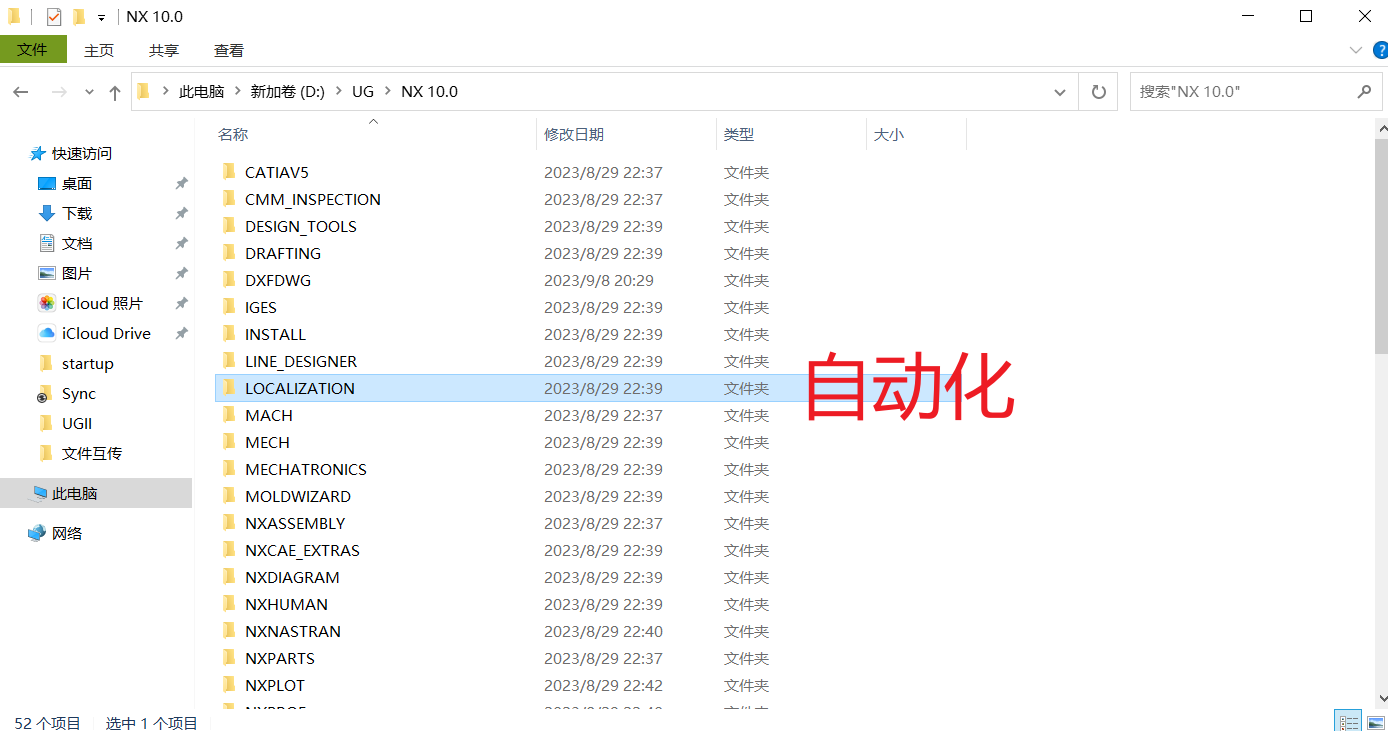 NX 10.0
文件 主页 共享 查看
此电脑 新加卷 (D:) UG NX 10.0 搜索"NX 10.0"
名称 修改日期 类型 大小
快速访问
桌面
下载
文档
图片
iCloud 照片
iCloud Drive
startup
Sync
UGII
文件互传
此电脑
网络
CATIAV5 2023/8/29 22:37 文件夹
CMM_INSPECTION 2023/8/29 22:37 文件夹
DESIGN_TOOLS 2023/8/29 22:39 文件夹
DRAFTING 2023/8/29 22:39 文件夹
DXFDWG 2023/9/8 20:29 文件夹
IGES 2023/8/29 22:39 文件夹
INSTALL 2023/8/29 22:39 文件夹
LINE_DESIGNER 2023/8/29 22:39 文件夹
LOCALIZATION 2023/8/29 22:39 文件夹
自动化
MACH 2023/8/29 22:37 文件夹
MECH 2023/8/29 22:39 文件夹
MECHATRONICS 2023/8/29 22:39 文件夹
MOLDWIZARD 2023/8/29 22:39 文件夹
NXASSEMBLY 2023/8/29 22:37 文件夹
NXCAE_EXTRAS 2023/8/29 22:39 文件夹
NXDIAGRAM 2023/8/29 22:39 文件夹
NXHUMAN 2023/8/29 22:39 文件夹
NXNASTRAN 2023/8/29 22:40 文件夹
NXPARTS 2023/8/29 22:37 文件夹
NXPLOT 2023/8/29 22:42 文件夹
52 个项目 选中 1 个项目